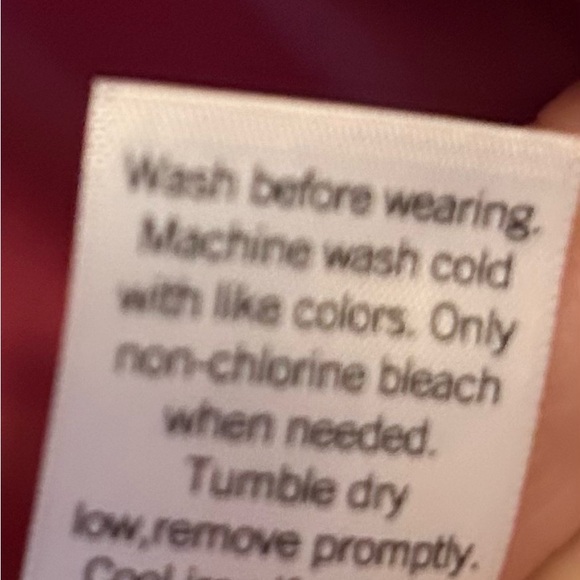 Wash before wearing.
Machine wash cold
with like colors. Only
non-chlorine bleach
when needed.
Tumble dry
low,remove promptly.
Cool